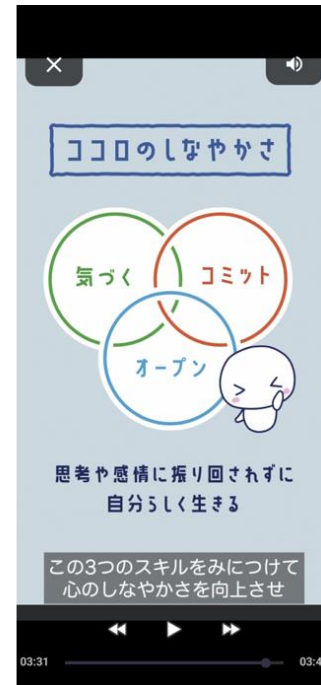 ココロのしなやかさ
気づく
コミット
オープン
思考や感情に振り回されずに
自分らしく生きる
この3つのスキルをみにつけて
心のしなやかさを向上させ
03:31
03:4